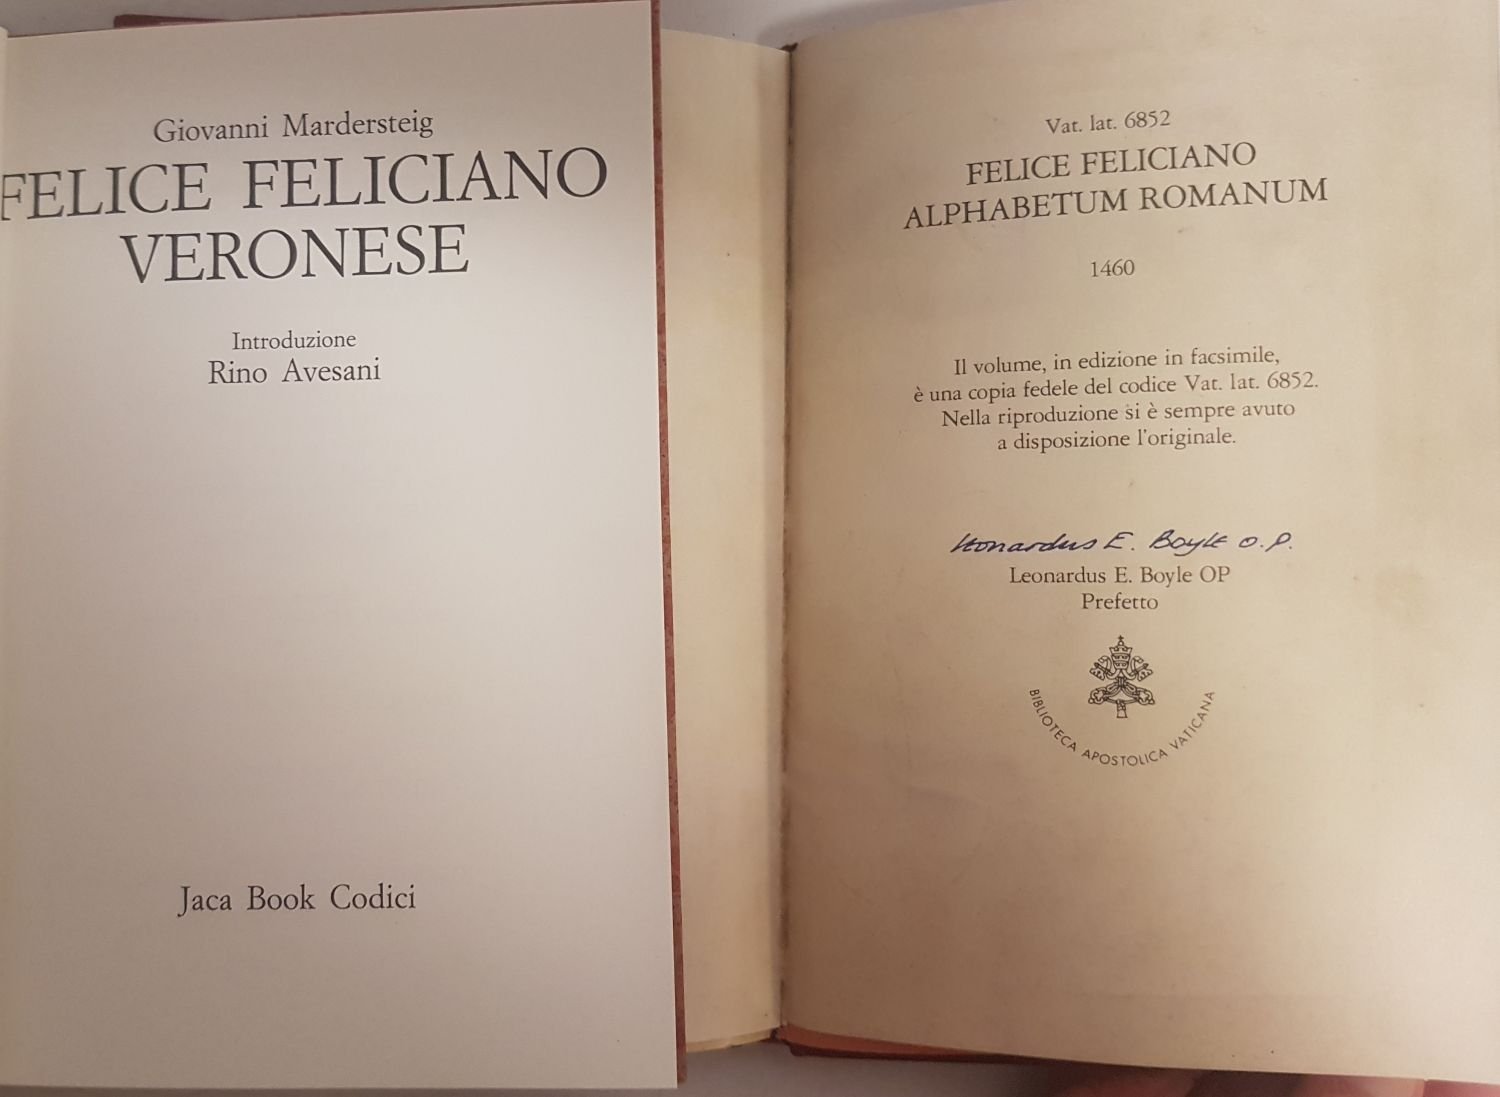 Giovanni Mardersteig
FELICE FELICIANO
VERONESE
Introduzione
Rino Avesani
Jaca Book Codici
Vat. lat. 6852
FELICE FELICIANO
ALPHABETUM ROMANUM
1460
Il volume, in edizione in facsimile,
è una copia fedele del codice Vat. lat. 6852.
Nella riproduzione si è sempre avuto
a disposizione l'originale.
Leonardus E. Boyle O.P.
Leonardus E. Boyle OP
Prefetto
BIBLIOTECA APOSTOLICA VATICANA